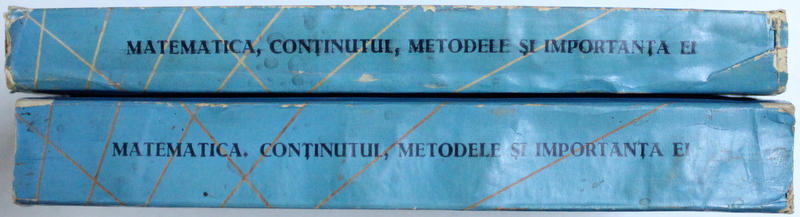 MATEMATICA, CONȚINUTUL, METODELE ȘI IMPORTANȚA EI
MATEMATICA. CONȚINUTUL, METODELE ȘI IMPORTANȚA EI